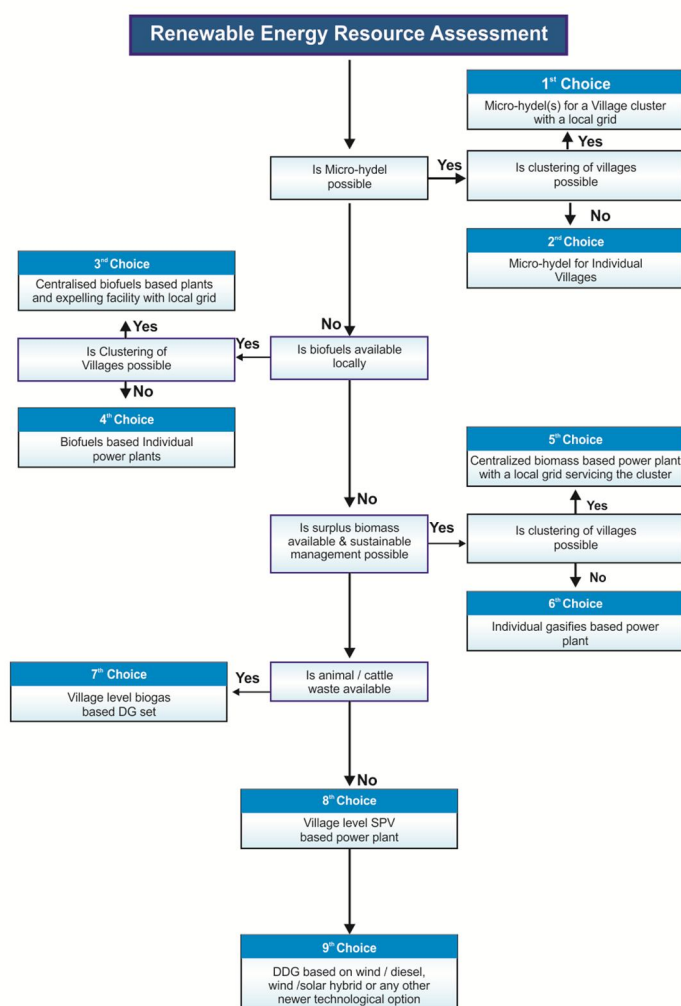 Renewable Energy Resource Assessment
1st Choice
Micro-hydel(s) for a Village cluster
with a local grid
Yes
Is Micro-hydel
possible
Yes
Is clustering of villages
possible
No
2nd Choice
Micro-hydel for Individual
Villages
3nd Choice
Centralised biofuels based plants
and expelling facility with local grid
Yes
No
Is Clustering of
Villages possible
Yes
Is biofuels available
locally
No
4th Choice
Biofuels based Individual
power plants
5th Choice
Centralized biomass based power plant
with a local grid servicing the cluster
No
Yes
Is surplus biomass
available & sustainable
management possible
Yes
Is clustering of villages
possible
No
6th Choice
Individual gasifies based power
plant
7th Choice
Village level biogas
based DG set
Yes
Is animal / cattle
waste available
No
8th Choice
Village level SPV
based power plant
9th Choice
DDG based on wind / diesel,
wind /solar hybrid or any other
newer technological option